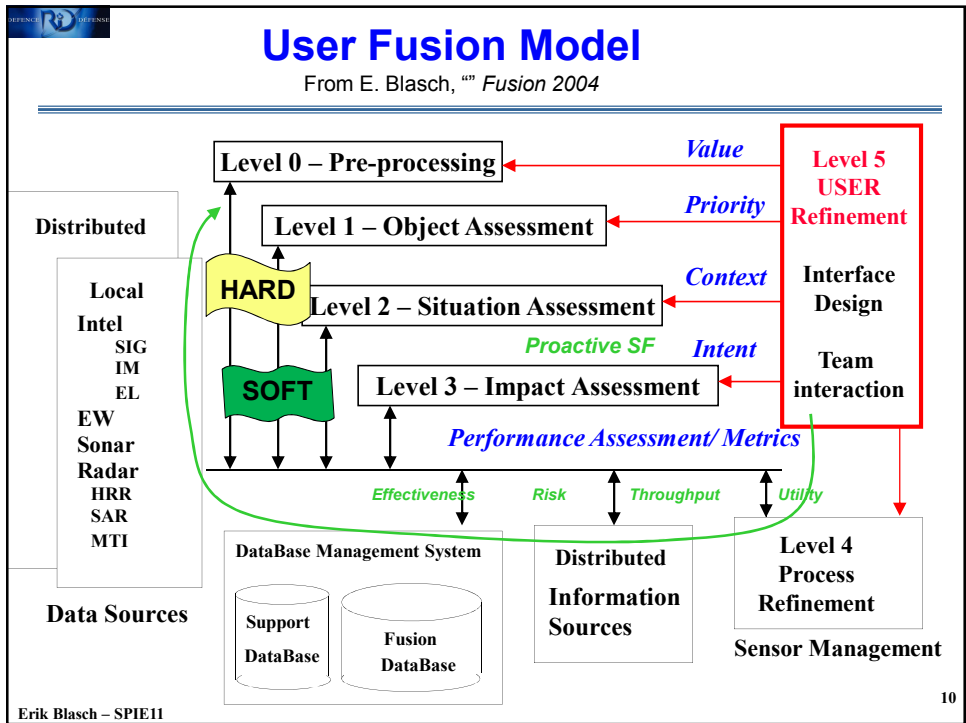 DEFENCE R&D DÉFENSE
User Fusion Model
From E. Blasch, “” Fusion 2004
Level 0 – Pre-processing
Value
Level 5
USER
Refinement
Distributed
Level 1 – Object Assessment
Priority
Local
Intel
SIG
IM
EL
EW
Sonar
Radar
HRR
SAR
MTI
Data Sources
HARD
Level 2 – Situation Assessment
Context
Interface
Design
Proactive SF
Intent
Team
interaction
SOFT
Level 3 – Impact Assessment
Performance Assessment/ Metrics
Effectiveness
Risk
Throughput
Utility
DataBase Management System
Support
DataBase
Fusion
DataBase
Distributed
Information
Sources
Level 4
Process
Refinement
Sensor Management
Erik Blasch – SPIE11
10